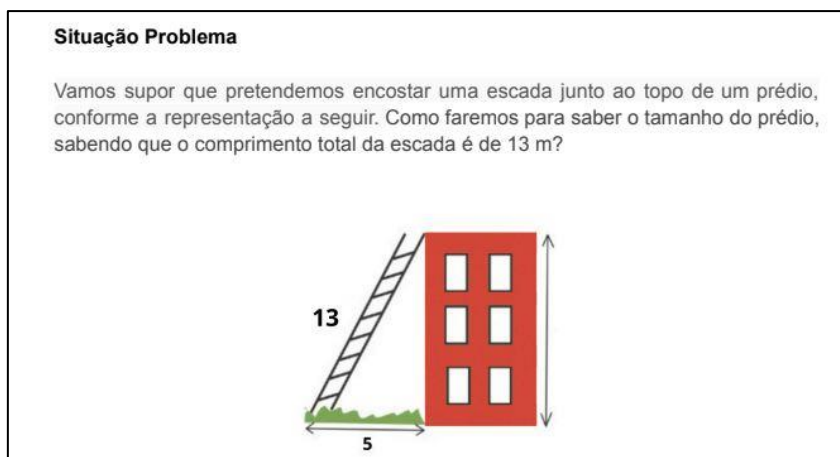 Situação Problema
Vamos supor que pretendemos encostar uma escada junto ao topo de um prédio,
conforme a representação a seguir. Como faremos para saber o tamanho do prédio,
sabendo que o comprimento total da escada é de 13 m?
13
5